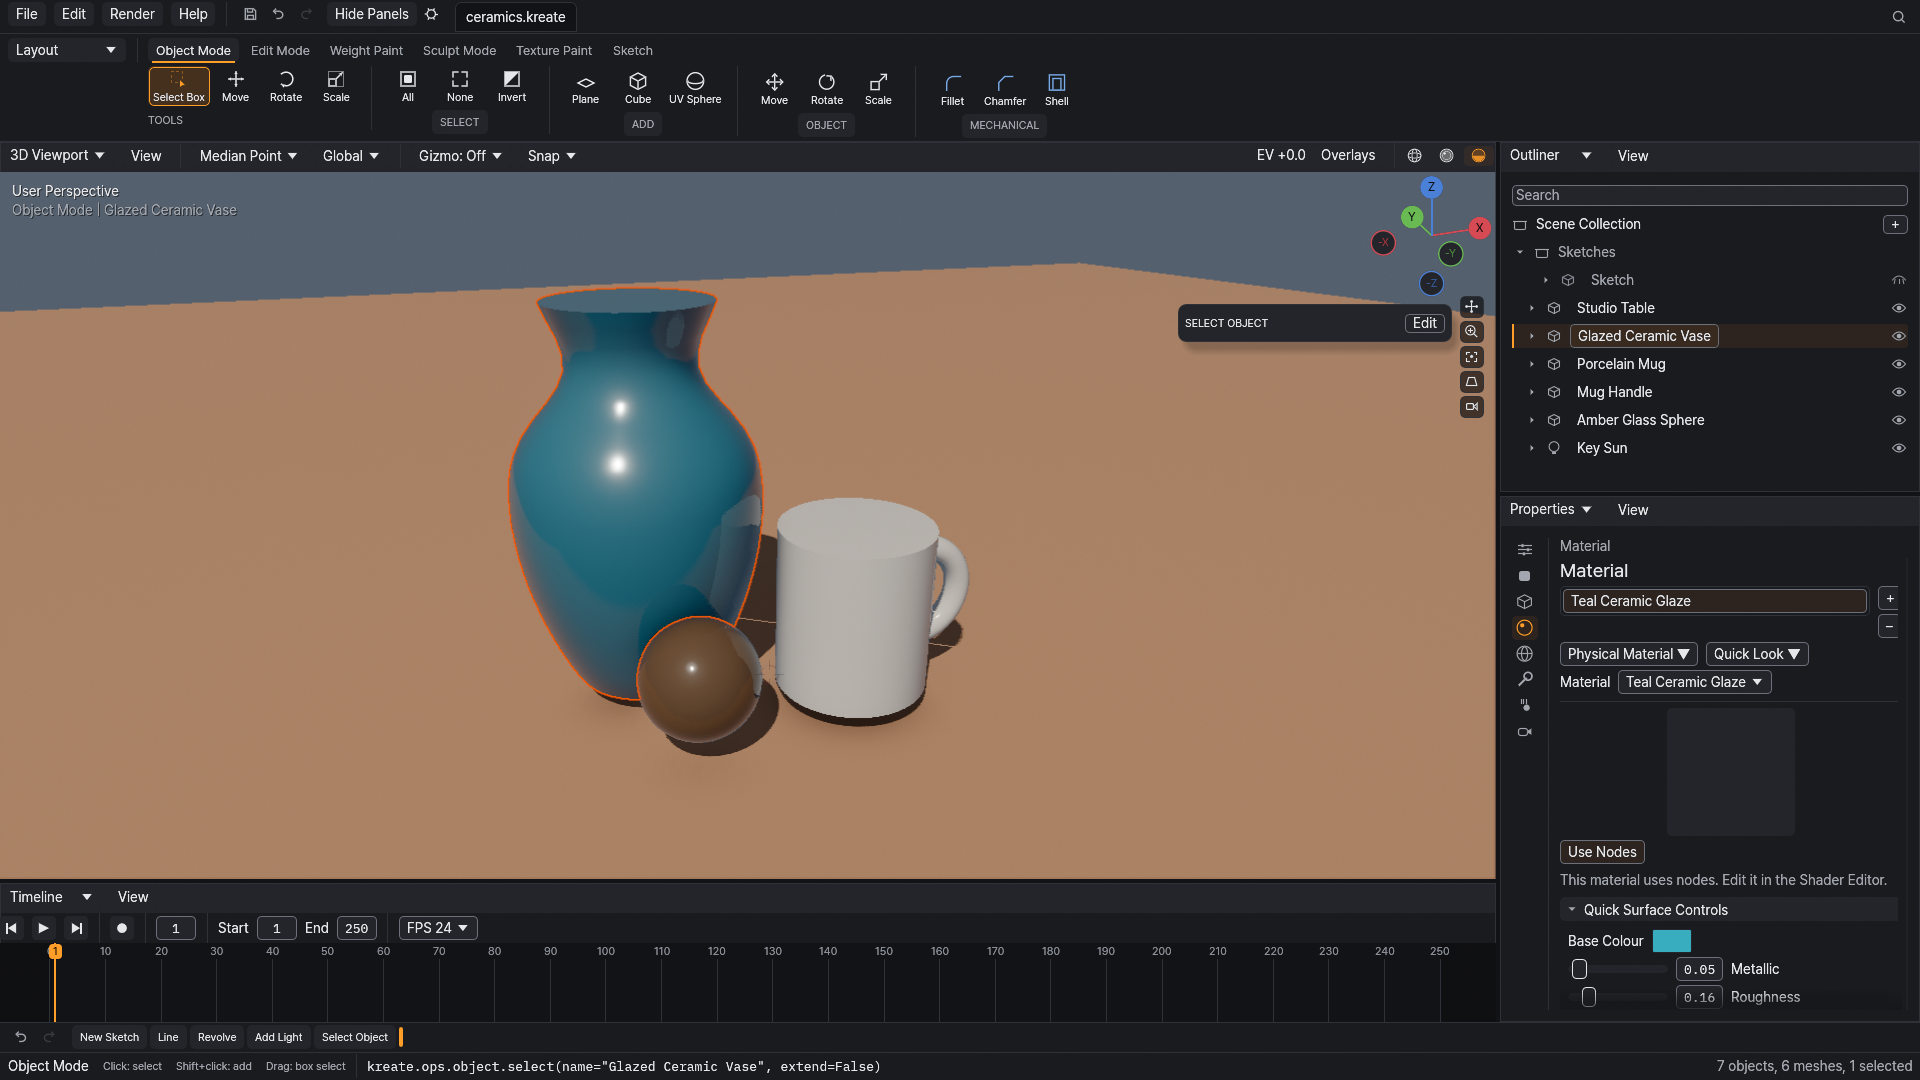 File Edit Render Help Hide Panels ceramics.kreate
Layout Object Mode Edit Mode Weight Paint Sculpt Mode Texture Paint Sketch
Select Box Move Rotate Scale All None Invert Plane Cube UV Sphere Move Rotate Scale Fillet Chamfer Shell
TOOLS SELECT ADD OBJECT MECHANICAL
3D Viewport View Median Point Global Gizmo: Off Snap EV +0.0 Overlays
User Perspective
Object Mode | Glazed Ceramic Vase
Z
Y
X
-X
-Y
-Z
SELECT OBJECT Edit
Outliner View
Search
Scene Collection +
Sketches
Sketch
Studio Table
Glazed Ceramic Vase
Porcelain Mug
Mug Handle
Amber Glass Sphere
Key Sun
Properties View
Material
Material
Teal Ceramic Glaze +
−
Physical Material Quick Look
Material Teal Ceramic Glaze
Use Nodes
This material uses nodes. Edit it in the Shader Editor.
Quick Surface Controls
Base Colour
0.05 Metallic
0.16 Roughness
Timeline View
1 Start 1 End 250 FPS 24
1 10 20 30 40 50 60 70 80 90 100 110 120 130 140 150 160 170 180 190 200 210 220 230 240 250
New Sketch Line Revolve Add Light Select Object
Object Mode Click: select Shift+click: add Drag: box select kreate.ops.object.select(name="Glazed Ceramic Vase", extend=False) 7 objects, 6 meshes, 1 selected